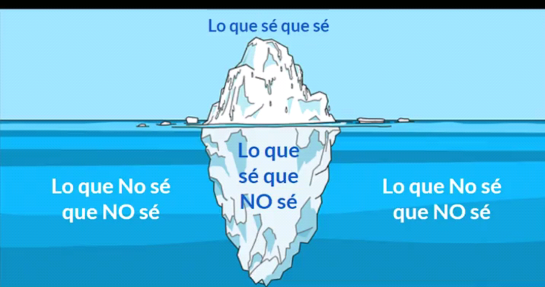 Lo que sé que sé
Lo que
sé que
NO sé
Lo que No sé
que NO sé
Lo que No sé
que NO sé